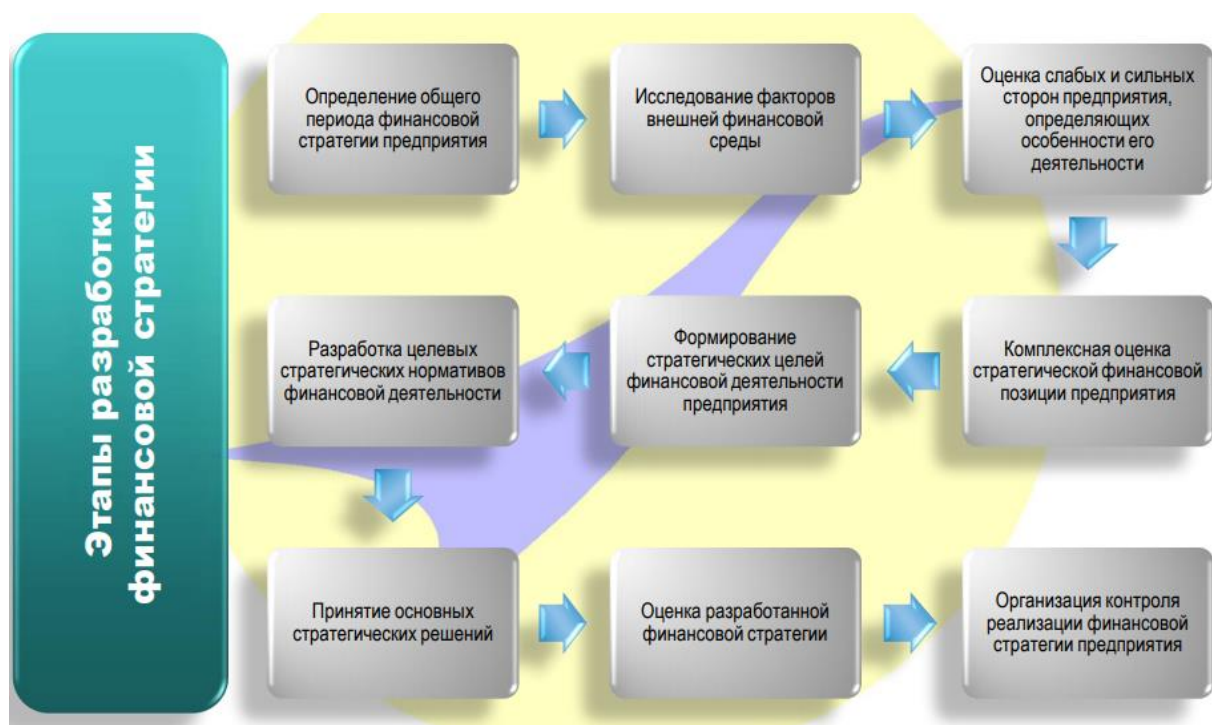 Этапы разработки
финансовой стратегии
Определение общего
периода финансовой
стратегии предприятия
Исследование факторов
внешней финансовой
среды
Оценка слабых и сильных
сторон предприятия,
определяющих
особенности его
деятельности
Комплексная оценка
стратегической финансовой
позиции предприятия
Формирование
стратегических целей
финансовой деятельности
предприятия
Разработка целевых
стратегических нормативов
финансовой деятельности
Принятие основных
стратегических решений
Оценка разработанной
финансовой стратегии
Организация контроля
реализации финансовой
стратегии предприятия